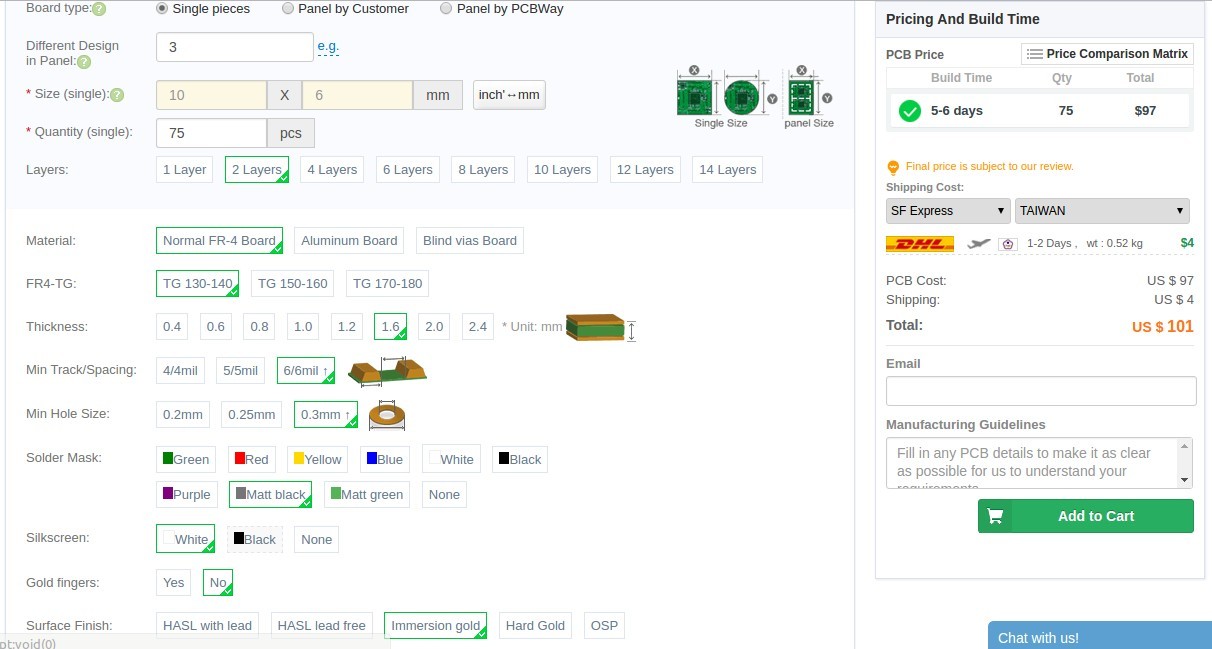 Board type:? Single pieces Panel by Customer Panel by PCBWay
Different Design
in Panel:? 3 e.g.
* Size (single):? 10 X 6 mm inch'↔mm
X X
Y Y
Single Size panel Size
* Quantity (single): 75 pcs
Layers: 1 Layer 2 Layers 4 Layers 6 Layers 8 Layers 10 Layers 12 Layers 14 Layers
Material: Normal FR-4 Board Aluminum Board Blind vias Board
FR4-TG: TG 130-140 TG 150-160 TG 170-180
Thickness: 0.4 0.6 0.8 1.0 1.2 1.6 2.0 2.4 * Unit: mm
Min Track/Spacing: 4/4mil 5/5mil 6/6mil ↑
Min Hole Size: 0.2mm 0.25mm 0.3mm ↑
Solder Mask: Green Red Yellow Blue White Black
Purple Matt black Matt green None
Silkscreen: White Black None
Gold fingers: Yes No
Surface Finish: HASL with lead HASL lead free Immersion gold Hard Gold OSP
pt:void(0)
Pricing And Build Time
PCB Price Price Comparison Matrix
Build Time Qty Total
5-6 days 75 $97
Final price is subject to our review.
Shipping Cost:
SF Express TAIWAN
DHL 1-2 Days , wt : 0.52 kg $4
PCB Cost: US $ 97
Shipping: US $ 4
Total: US $ 101
Email
Manufacturing Guidelines
Fill in any PCB details to make it as clear
as possible for us to understand your
requirements
Add to Cart
Chat with us!